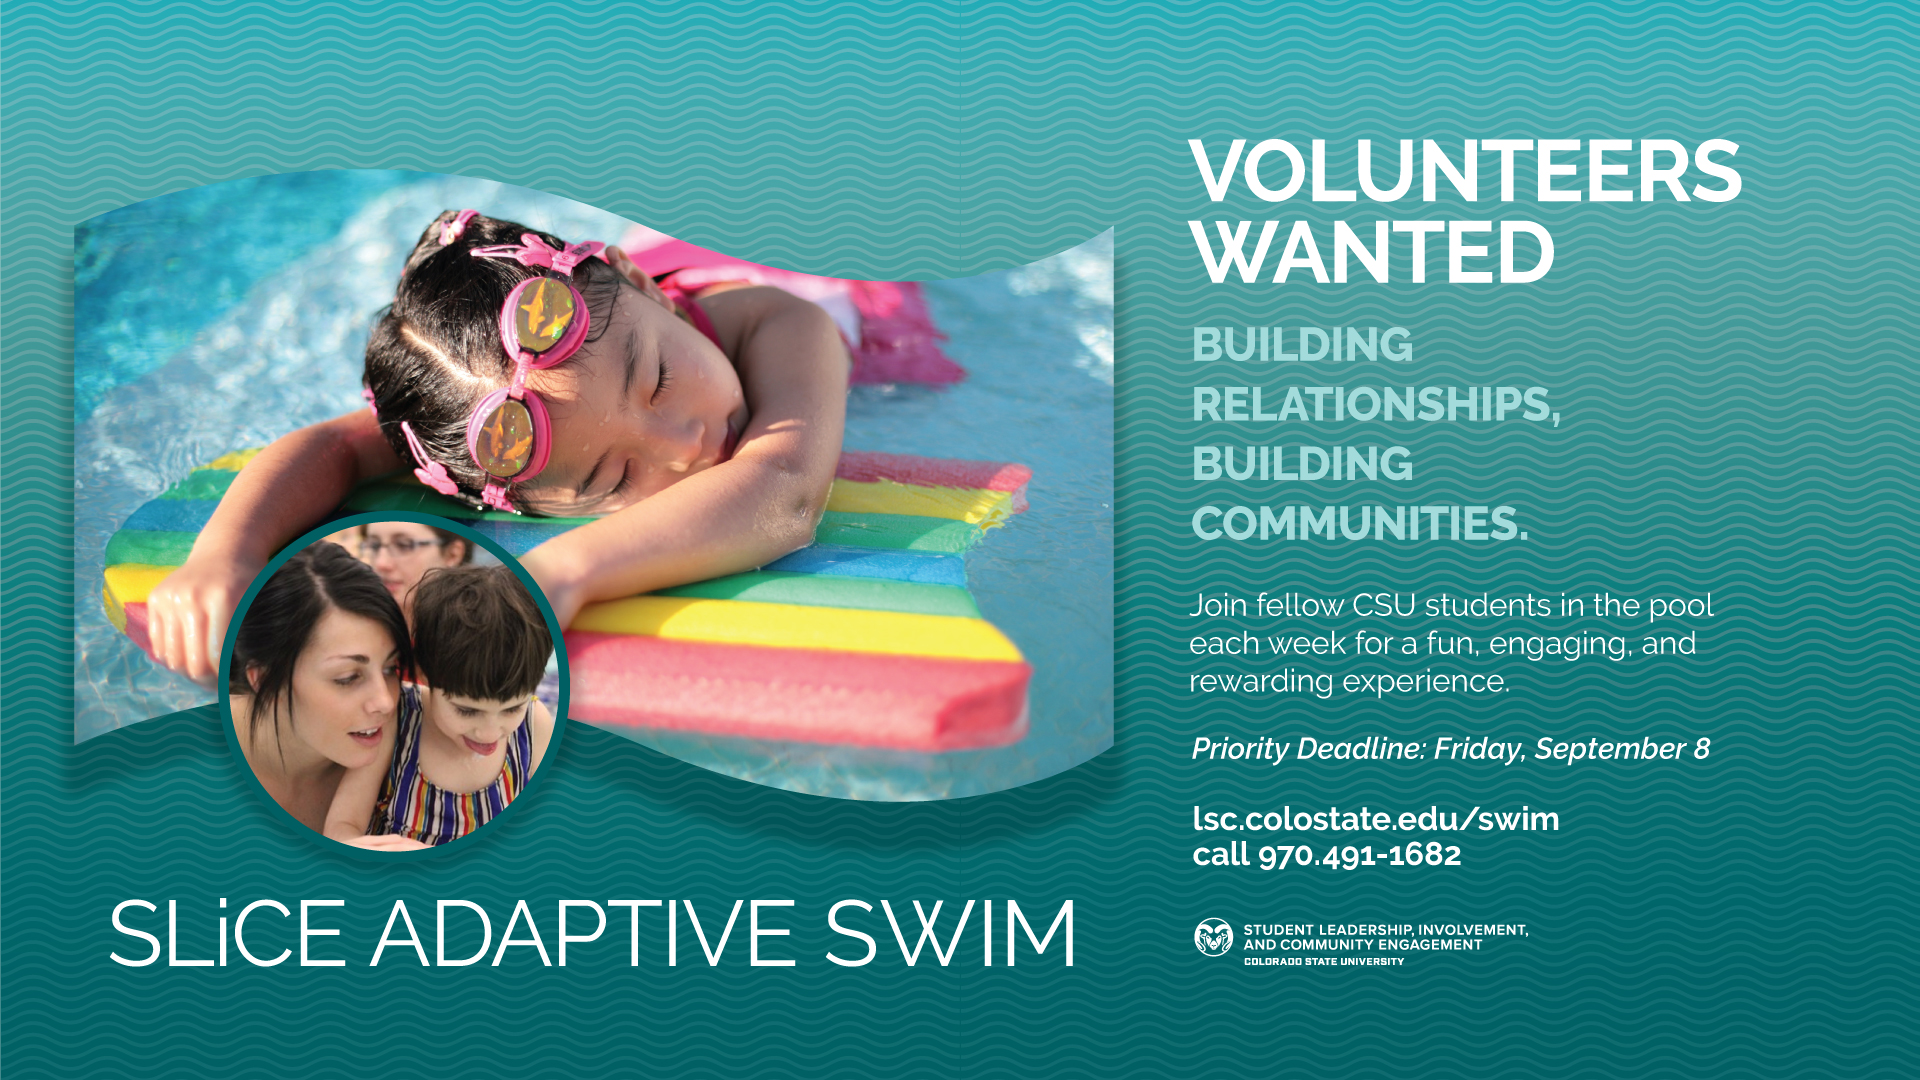 VOLUNTEERS
WANTED
BUILDING
RELATIONSHIPS,
BUILDING
COMMUNITIES.
Join fellow CSU students in the pool
each week for a fun, engaging, and
rewarding experience.
Priority Deadline: Friday, September 8
lsc.colostate.edu/swim
call 970.491-1682
SLiCE ADAPTIVE SWIM
STUDENT LEADERSHIP, INVOLVEMENT,
AND COMMUNITY ENGAGEMENT
COLORADO STATE UNIVERSITY